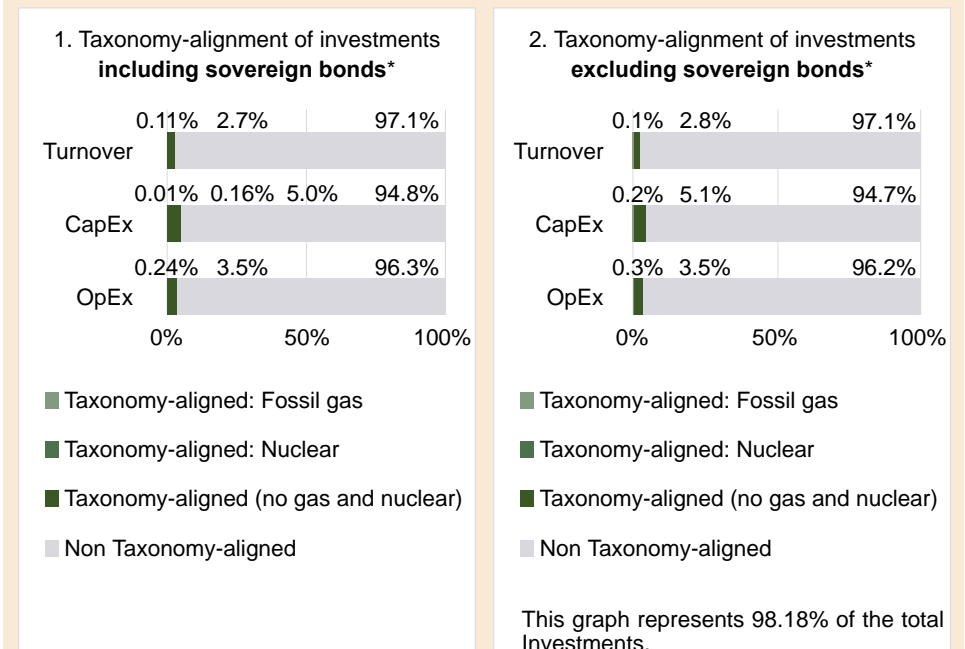 1. Taxonomy-alignment of investments
including sovereign bonds*
0.11% 2.7% 97.1%
Turnover
0.01% 0.16% 5.0% 94.8%
CapEx
0.24% 3.5% 96.3%
OpEx
0% 50% 100%
Taxonomy-aligned: Fossil gas
Taxonomy-aligned: Nuclear
Taxonomy-aligned (no gas and nuclear)
Non Taxonomy-aligned
2. Taxonomy-alignment of investments
excluding sovereign bonds*
0.1% 2.8% 97.1%
Turnover
0.2% 5.1% 94.7%
CapEx
0.3% 3.5% 96.2%
OpEx
0% 50% 100%
Taxonomy-aligned: Fossil gas
Taxonomy-aligned: Nuclear
Taxonomy-aligned (no gas and nuclear)
Non Taxonomy-aligned
This graph represents 98.18% of the total
Investments.